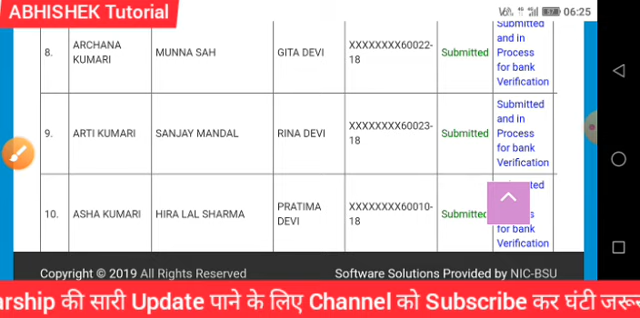 ABHISHEK Tutorial
06:25
Submitted
and in
8. ARCHANA KUMARI MUNNA SAH GITA DEVI XXXXXXXX60022-18 Submitted Process
for bank
Verification
Submitted
and in
9. ARTI KUMARI SANJAY MANDAL RINA DEVI XXXXXXXX60023-18 Submitted Process
for bank
Verification
10. ASHA KUMARI HIRA LAL SHARMA PRATIMA DEVI XXXXXXXX60010-18 Submitted
for bank
Verification
Copyright © 2019 All Rights Reserved Software Solutions Provided by NIC-BSU
की सारी Update पाने के लिए Channel को Subscribe कर घंटी